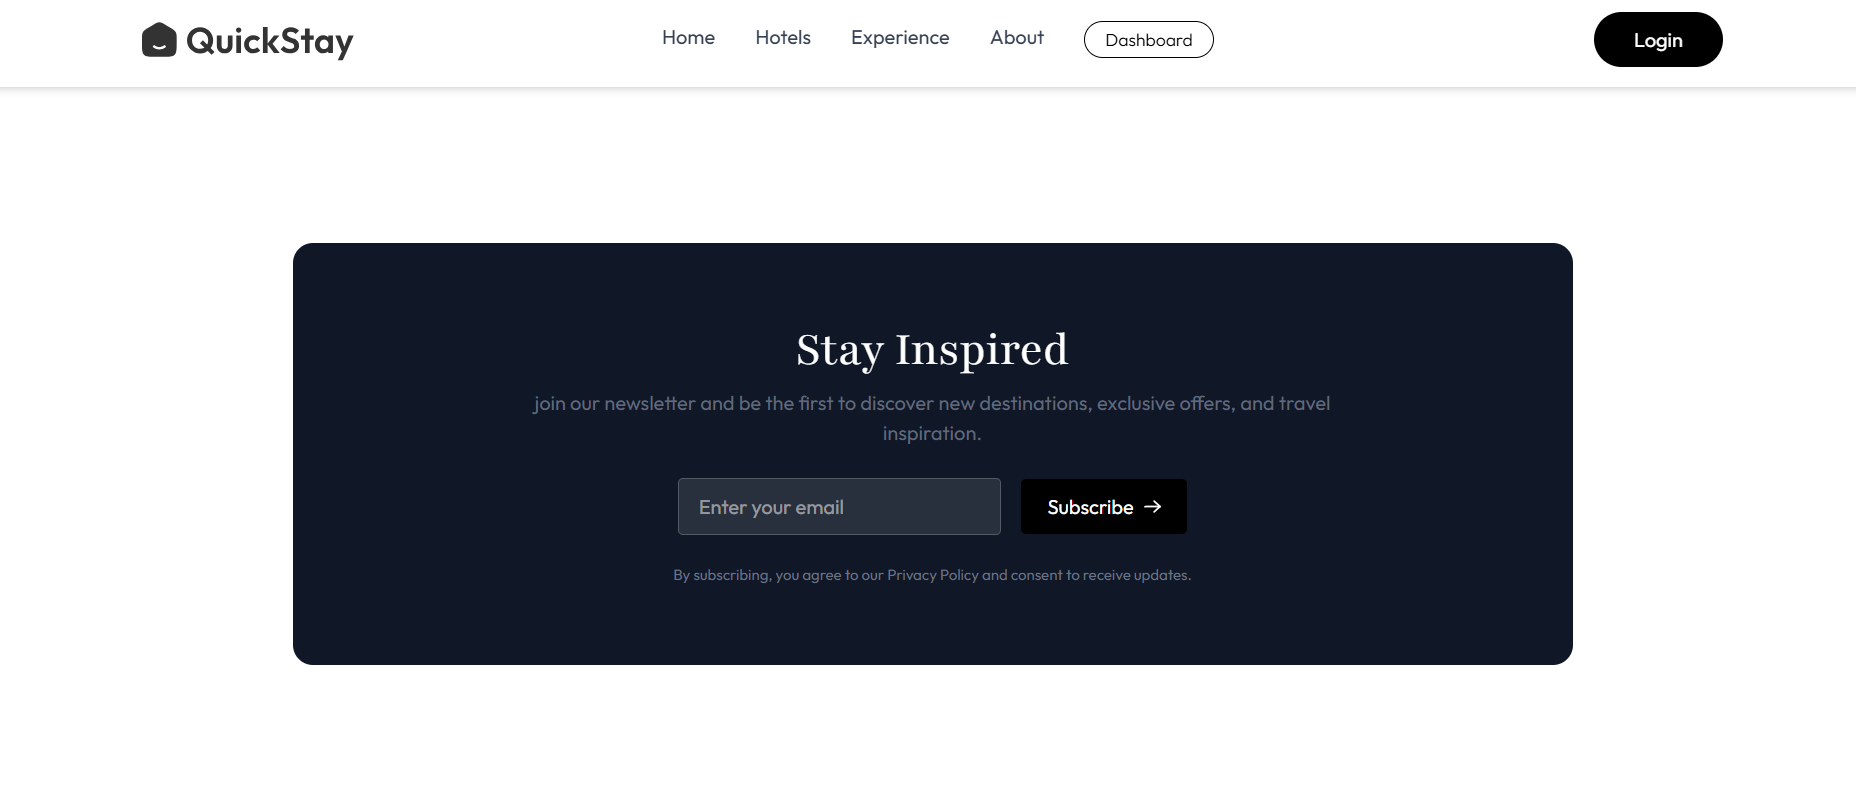 QuickStay
Home
Hotels
Experience
About
Dashboard
Login
Stay Inspired
join our newsletter and be the first to discover new destinations, exclusive offers, and travel
inspiration.
Enter your email
Subscribe →
By subscribing, you agree to our Privacy Policy and consent to receive updates.